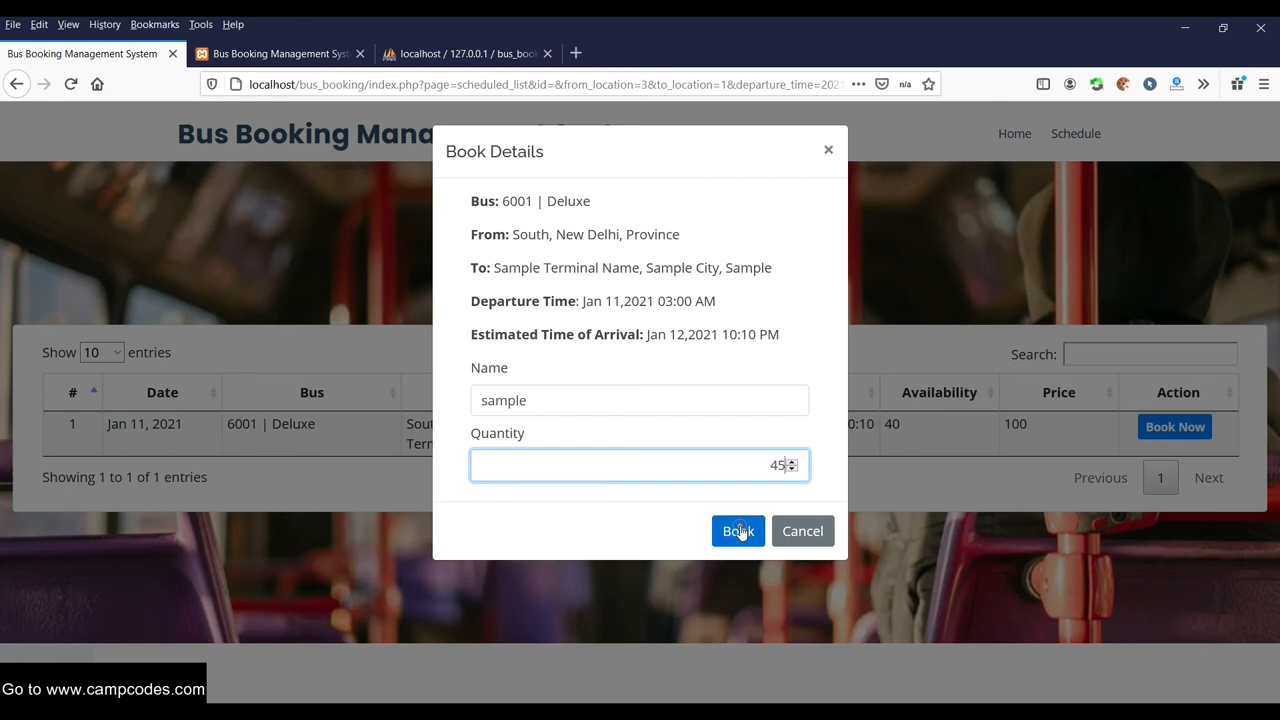 File Edit View History Bookmarks Tools Help
Bus Booking Management System Bus Booking Management Sys localhost / 127.0.0.1 / bus_boo
localhost/bus_booking/index.php?page=scheduled_list&id=&from_location=3&to_location=1&departure_time=202 n/a
Bus Booking Mana
Home Schedule
Book Details ×
Bus: 6001 | Deluxe
From: South, New Delhi, Province
To: Sample Terminal Name, Sample City, Sample
Departure Time: Jan 11,2021 03:00 AM
Estimated Time of Arrival: Jan 12,2021 10:10 PM
Name
sample
Quantity
45
Book Cancel
Show 10 entries Search:
# Date Bus Availability Price Action
1 Jan 11, 2021 6001 | Deluxe Sout 0:10 40 100 Book Now
Term
Showing 1 to 1 of 1 entries Previous 1 Next
Go to www.campcodes.com